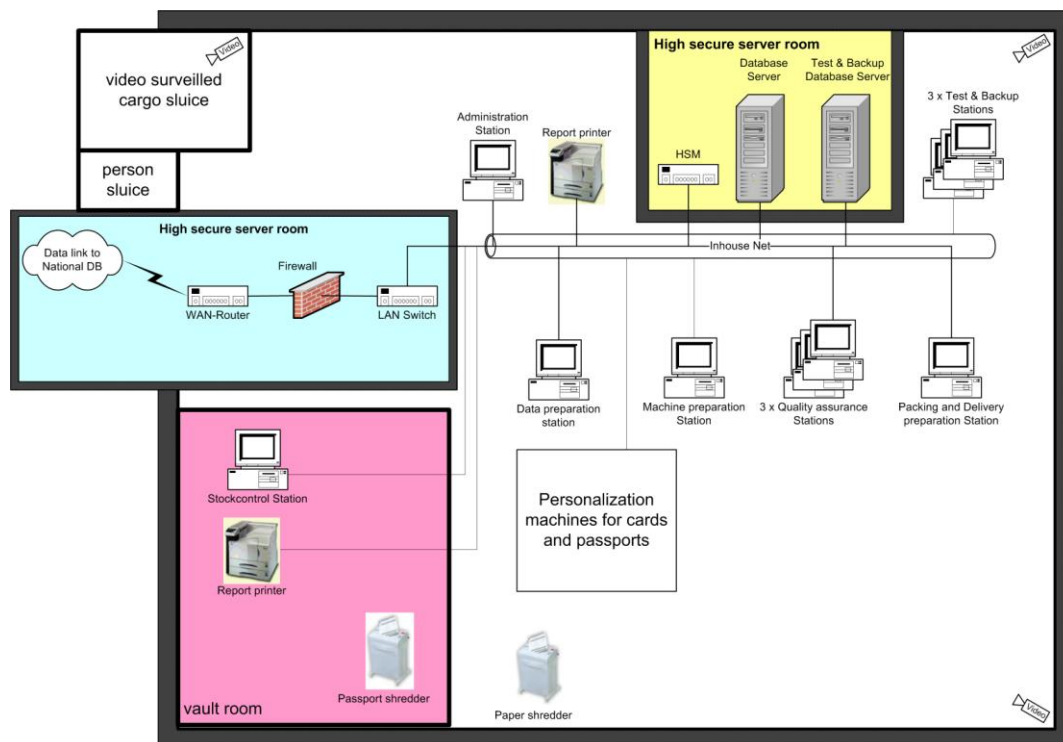 Video
video surveilled
cargo sluice
person
sluice
High secure server room
Database
Server
Test & Backup
Database Server
HSM
Video
3 x Test & Backup
Stations
Administration
Station
Report printer
High secure server room
Data link to
National DB
WAN-Router
Firewall
LAN Switch
Inhouse Net
Data preparation
station
Machine preparation
Station
3 x Quality assurance
Stations
Packing and Delivery
preparation Station
Stockcontrol Station
Report printer
Passport shredder
vault room
Personalization
machines for cards
and passports
Paper shredder
Video